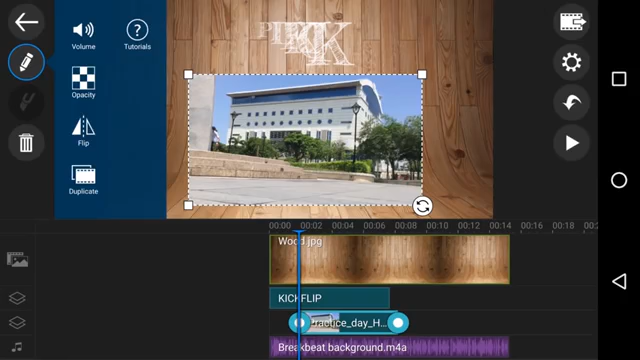 Volume
Tutorials
Opacity
Flip
Duplicate
00:00 00:02 00:04 00:06 00:08 00:10 00:12 00:14 00:16 00:18
Wood.jpg
KICKFLIP
ractice_day_H...
Breakbeat background.m4a